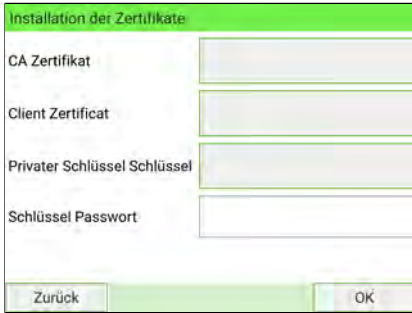 Installation der Zertifikate
CA Zertifikat
Client Zertificat
Privater Schlüssel Schlüssel
Schlüssel Passwort
Zurück
OK